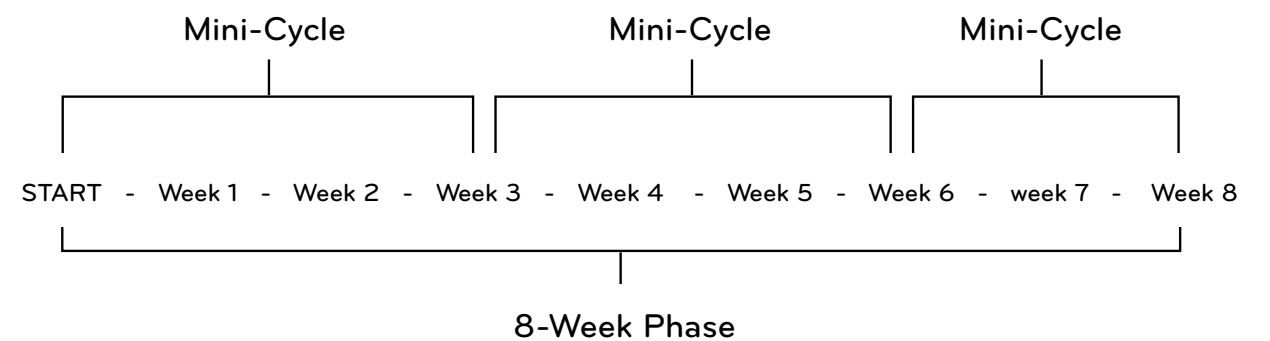 Mini-Cycle Mini-Cycle Mini-Cycle
START - Week 1 - Week 2 - Week 3 - Week 4 - Week 5 - Week 6 - week 7 - Week 8
8-Week Phase